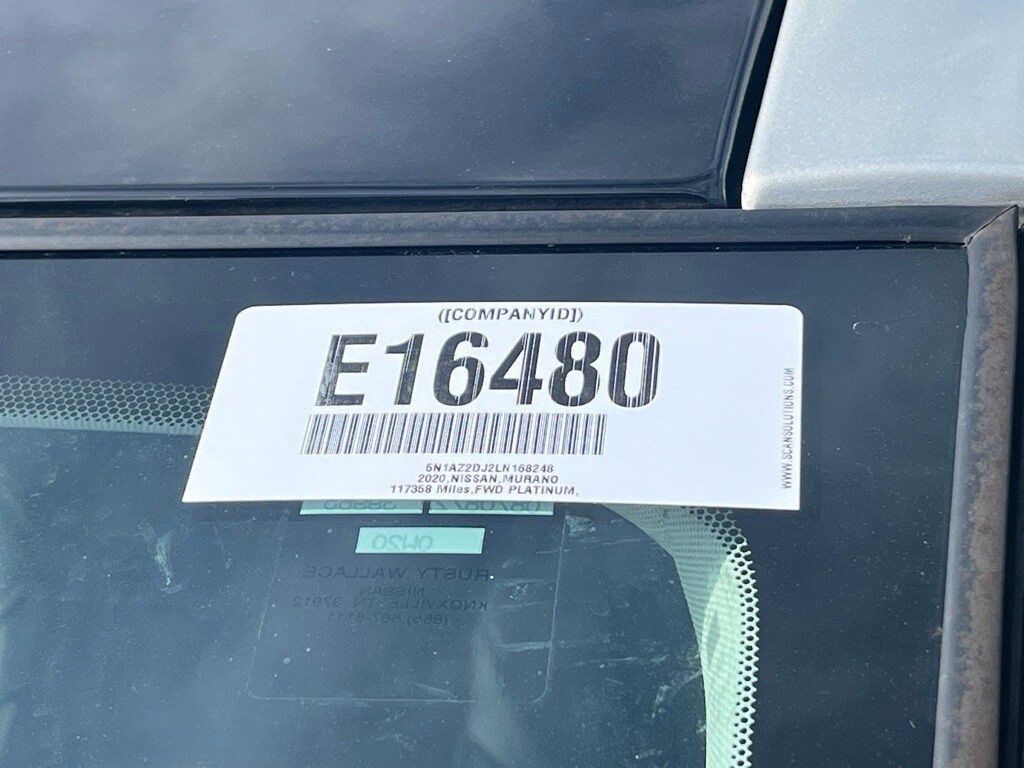 ([COMPANYID])
E16480
5N1AZ2DJ2LN168248
2020,NISSAN,MURANO
117358 Miles,FWD PLATINUM,
WWW.SCANSOLUTIONS.COM
0W20
RUSTY WALLACE
NISSAN
KNOXVILLE, TN 37912